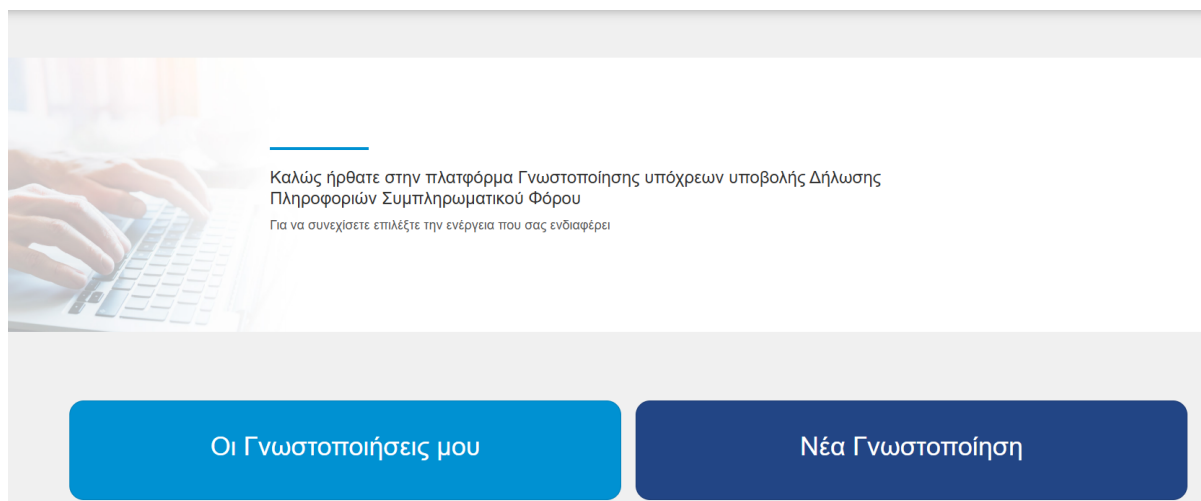 Καλώς ήρθατε στην πλατφόρμα Γνωστοποίησης υπόχρεων υποβολής Δήλωσης
Πληροφοριών Συμπληρωματικού Φόρου
Για να συνεχίσετε επιλέξτε την ενέργεια που σας ενδιαφέρει
Οι Γνωστοποιήσεις μου
Νέα Γνωστοποίηση